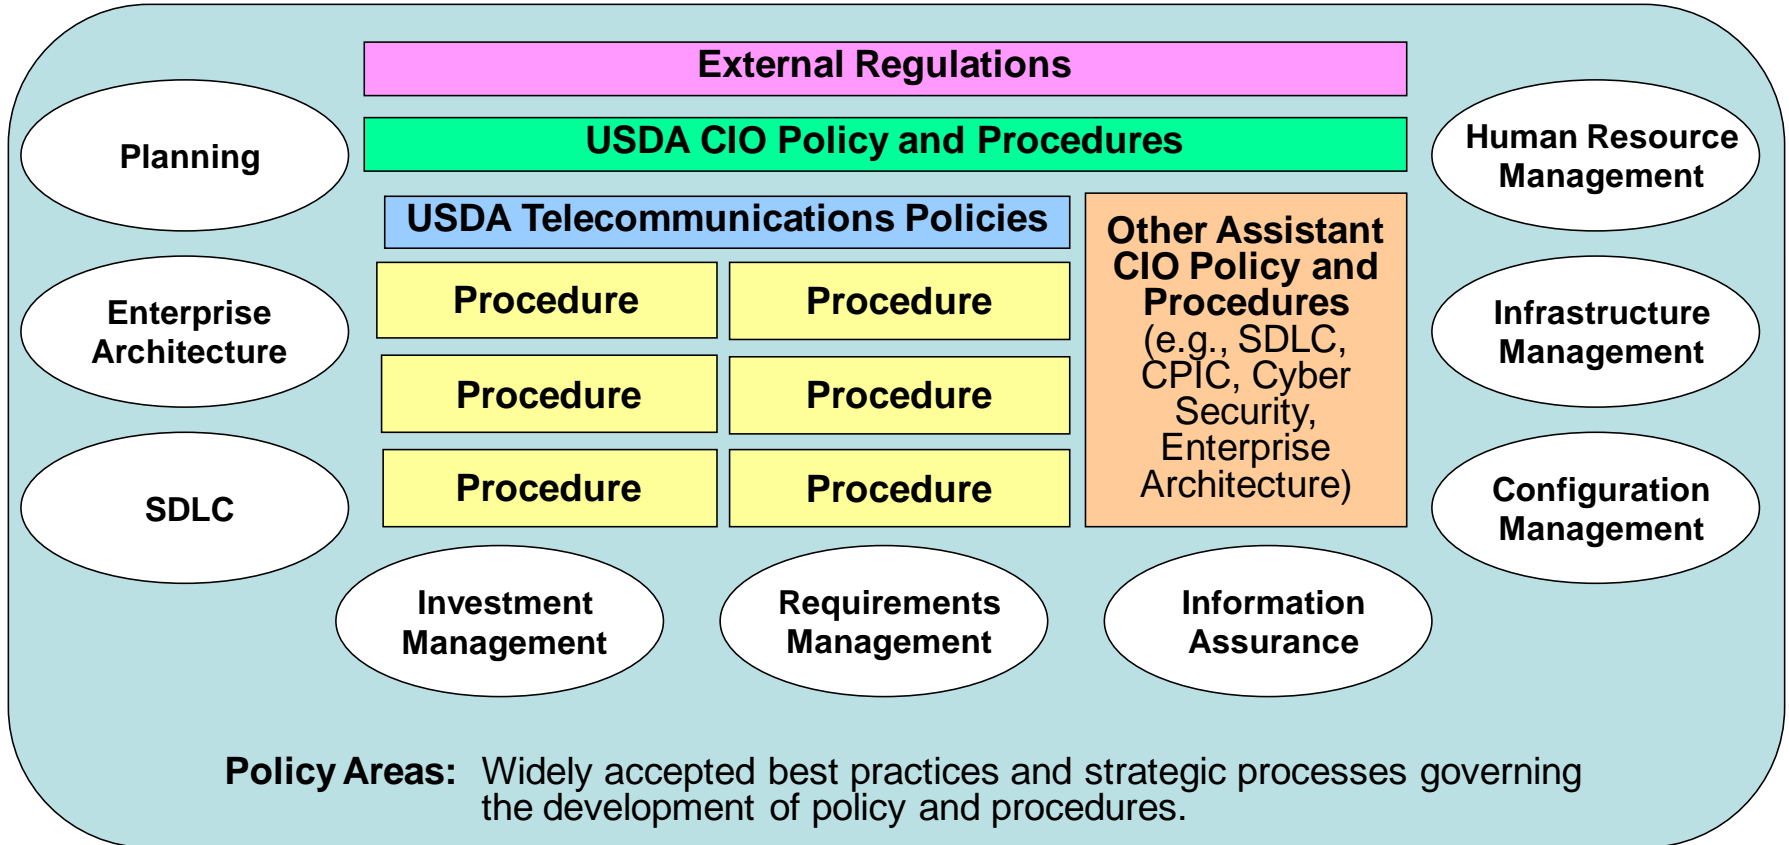 External Regulations
USDA CIO Policy and Procedures
Planning
Human Resource
Management
USDA Telecommunications Policies
Other Assistant
CIO Policy and
Procedures
(e.g., SDLC,
CPIC, Cyber
Security,
Enterprise
Architecture)
Procedure
Procedure
Procedure
Procedure
Procedure
Procedure
Enterprise
Architecture
Infrastructure
Management
SDLC
Configuration
Management
Investment
Management
Requirements
Management
Information
Assurance
Policy Areas: Widely accepted best practices and strategic processes governing
the development of policy and procedures.